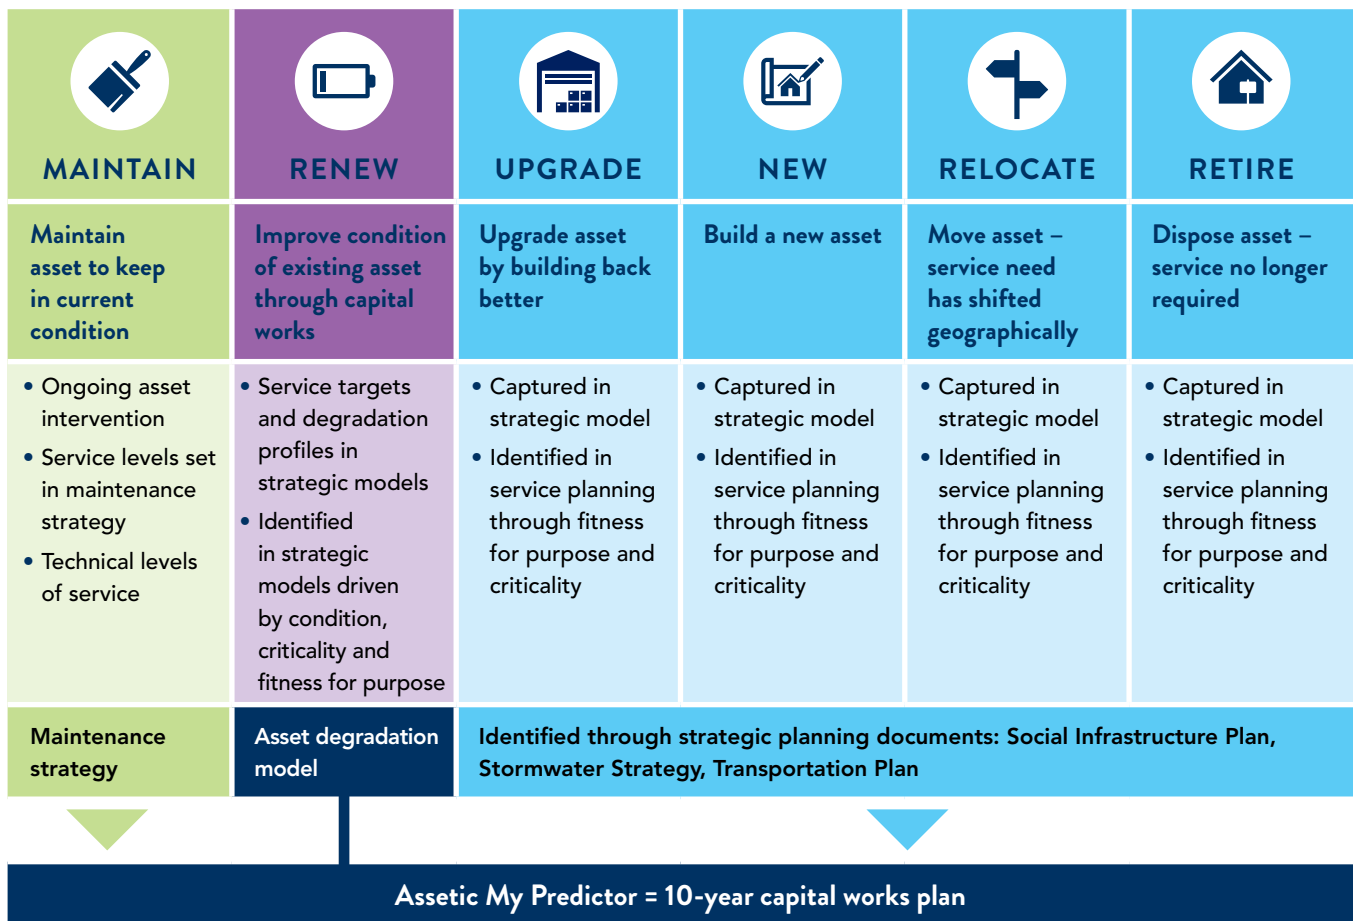 MAINTAIN
RENEW
UPGRADE
NEW
RELOCATE
RETIRE
Maintain
asset to keep
in current
condition
Improve condition
of existing asset
through capital
works
Upgrade asset
by building back
better
Build a new asset
Move asset –
service need
has shifted
geographically
Dispose asset –
service no longer
required
• Ongoing asset
intervention
• Service levels set
in maintenance
strategy
• Technical levels
of service
• Service targets
and degradation
profiles in
strategic models
• Identified
in strategic
models driven
by condition,
criticality and
fitness for purpose
• Captured in
strategic model
• Identified in
service planning
through fitness
for purpose and
criticality
• Captured in
strategic model
• Identified in
service planning
through fitness
for purpose and
criticality
• Captured in
strategic model
• Identified in
service planning
through fitness
for purpose and
criticality
• Captured in
strategic model
• Identified in
service planning
through fitness
for purpose and
criticality
Maintenance
strategy
Asset degradation
model
Identified through strategic planning documents: Social Infrastructure Plan,
Stormwater Strategy, Transportation Plan
Assetic My Predictor = 10-year capital works plan